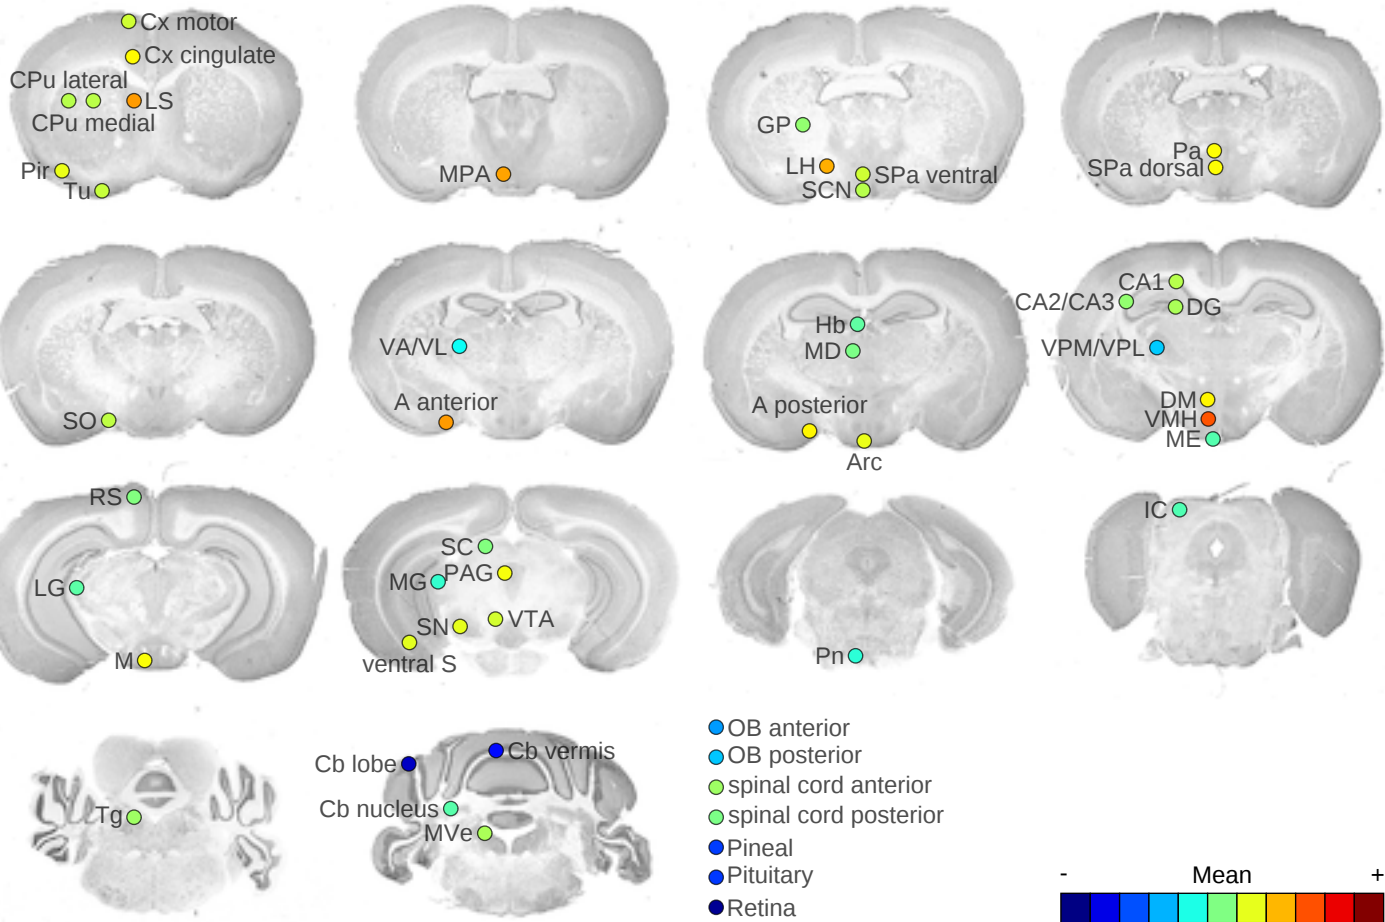 Cx motor
Cx cingulate
CPu lateral
LS
CPu medial
Pir
Tu
MPA
GP
LH
SPa ventral
SCN
Pa
SPa dorsal
SO
VA/VL
A anterior
Hb
MD
A posterior
Arc
CA1
CA2/CA3
DG
VPM/VPL
DM
VMH
ME
RS
LG
M
SC
MG
PAG
SN
VTA
ventral S
Pn
IC
Tg
Cb lobe
Cb vermis
Cb nucleus
MVe
OB anterior
OB posterior
spinal cord anterior
spinal cord posterior
Pineal
Pituitary
Retina
- Mean +